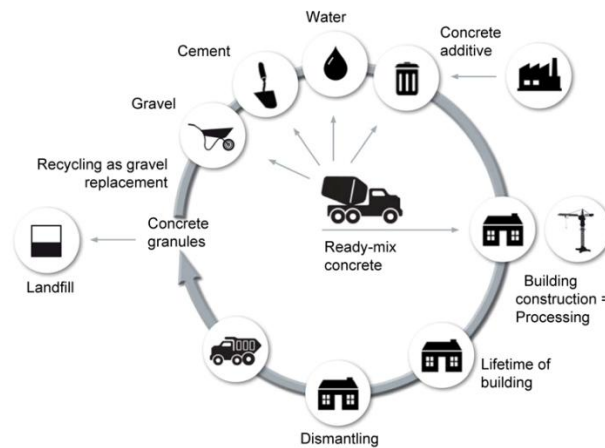 Water
Concrete
additive
Cement
Gravel
Recycling as gravel
replacement
Concrete
granules
Landfill
Ready-mix
concrete
Building
construction =
Processing
Lifetime of
building
Dismantling